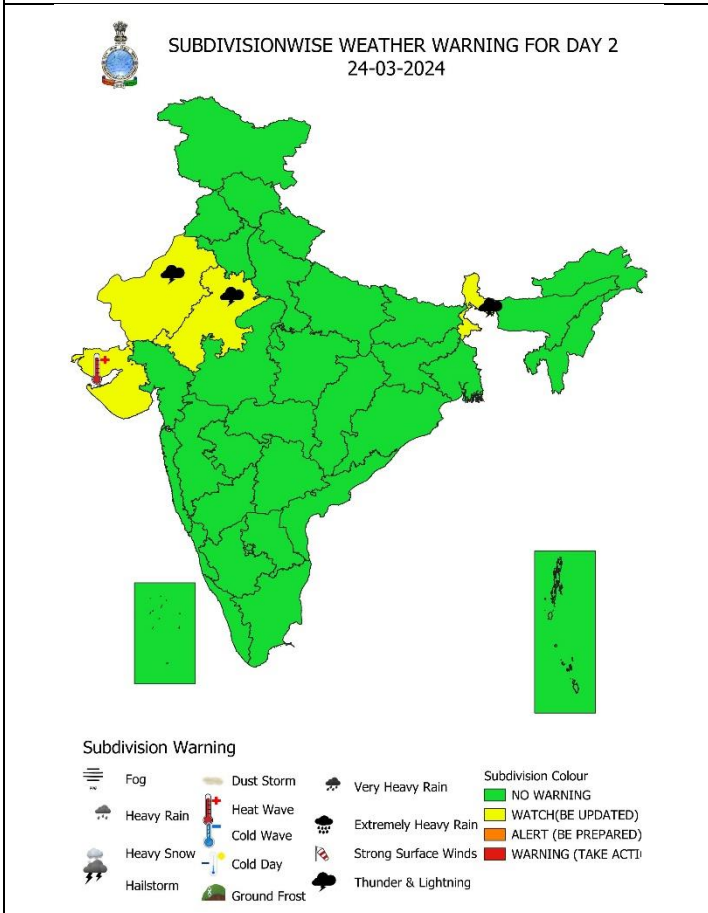 SUBDIVISIONWISE WEATHER WARNING FOR DAY 2
24-03-2024
Subdivision Warning
Fog
Heavy Rain
Heavy Snow
Hailstorm
Dust Storm
Heat Wave
Cold Wave
Cold Day
Ground Frost
Very Heavy Rain
Extremely Heavy Rain
Strong Surface Winds
Thunder & Lightning
Subdivision Colour
NO WARNING
WATCH(BE UPDATED)
ALERT (BE PREPARED)
WARNING (TAKE ACTI